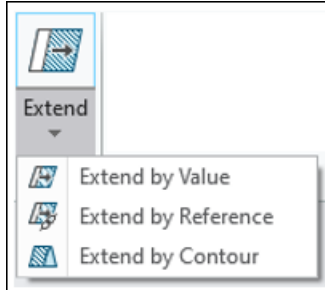 Extend
Extend by Value
Extend by Reference
Extend by Contour